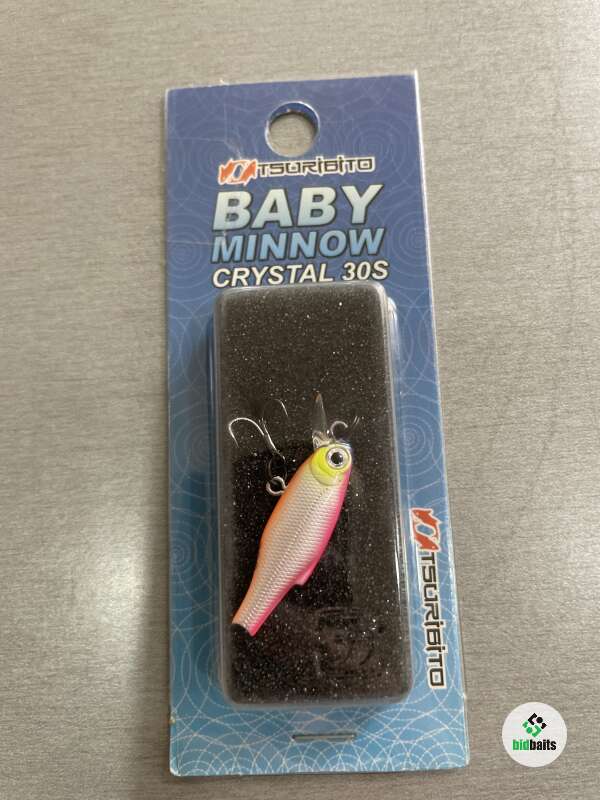 TSURIBITO
BABY
MINNOW
CRYSTAL 30S
TSURIBITO
bidbaits